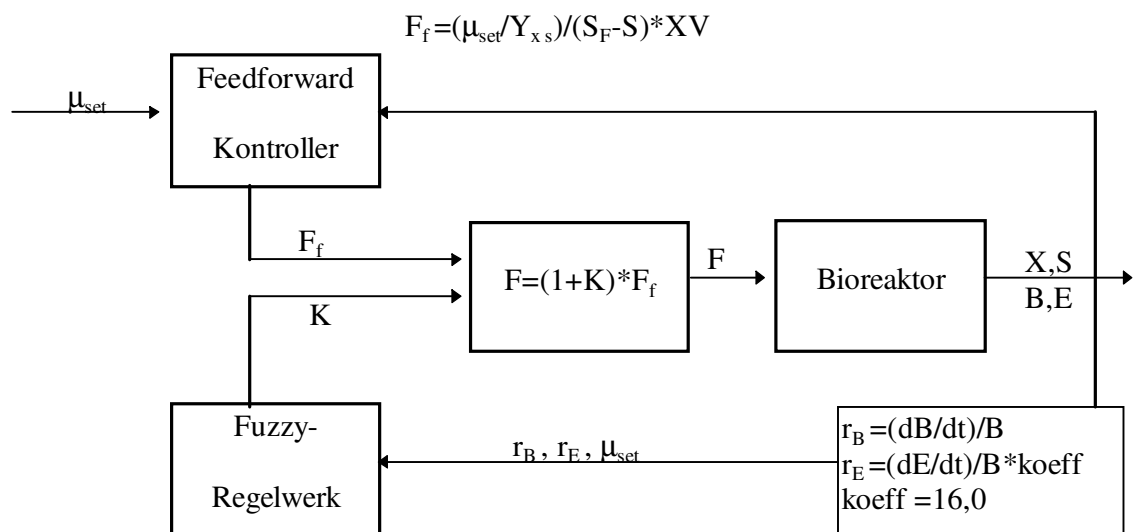 F_f=(μ_set/Y_xs)/(S_F-S)*XV
Feedforward
Kontroller
μ_set
F_f
K
F=(1+K)*F_f
F
Bioreaktor
X,S
B,E
Fuzzy-
Regelwerk
r_B, r_E, μ_set
r_B=(dB/dt)/B
r_E=(dE/dt)/B*koeff
koeff =16,0